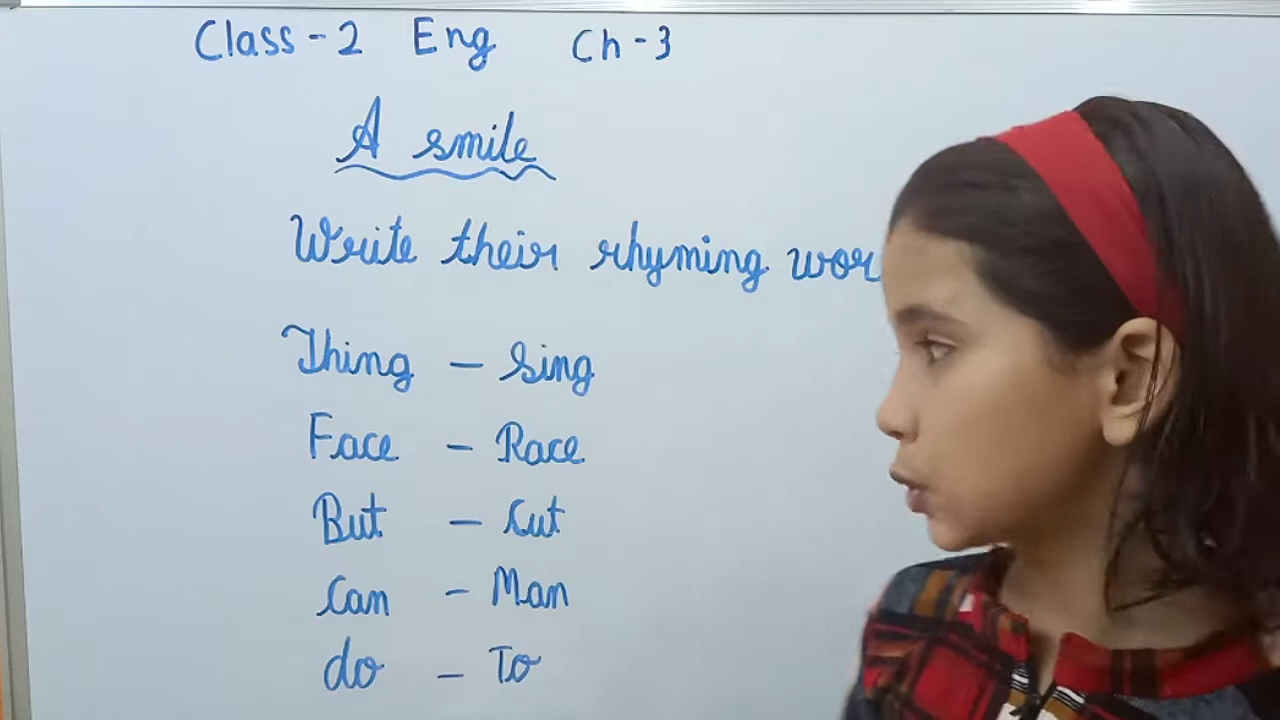 Class-2 Eng Ch-3
A smile
Write their rhyming wor
Thing - Sing
Face - Race
But - Cut
Can - Man
do - To